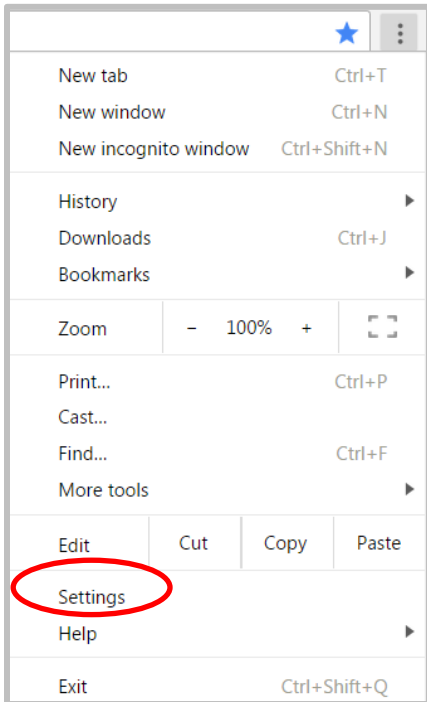 New tab Ctrl+T
New window Ctrl+N
New incognito window Ctrl+Shift+N
History
Downloads Ctrl+J
Bookmarks
Zoom - 100% +
Print... Ctrl+P
Cast...
Find... Ctrl+F
More tools
Edit Cut Copy Paste
Settings
Help
Exit Ctrl+Shift+Q